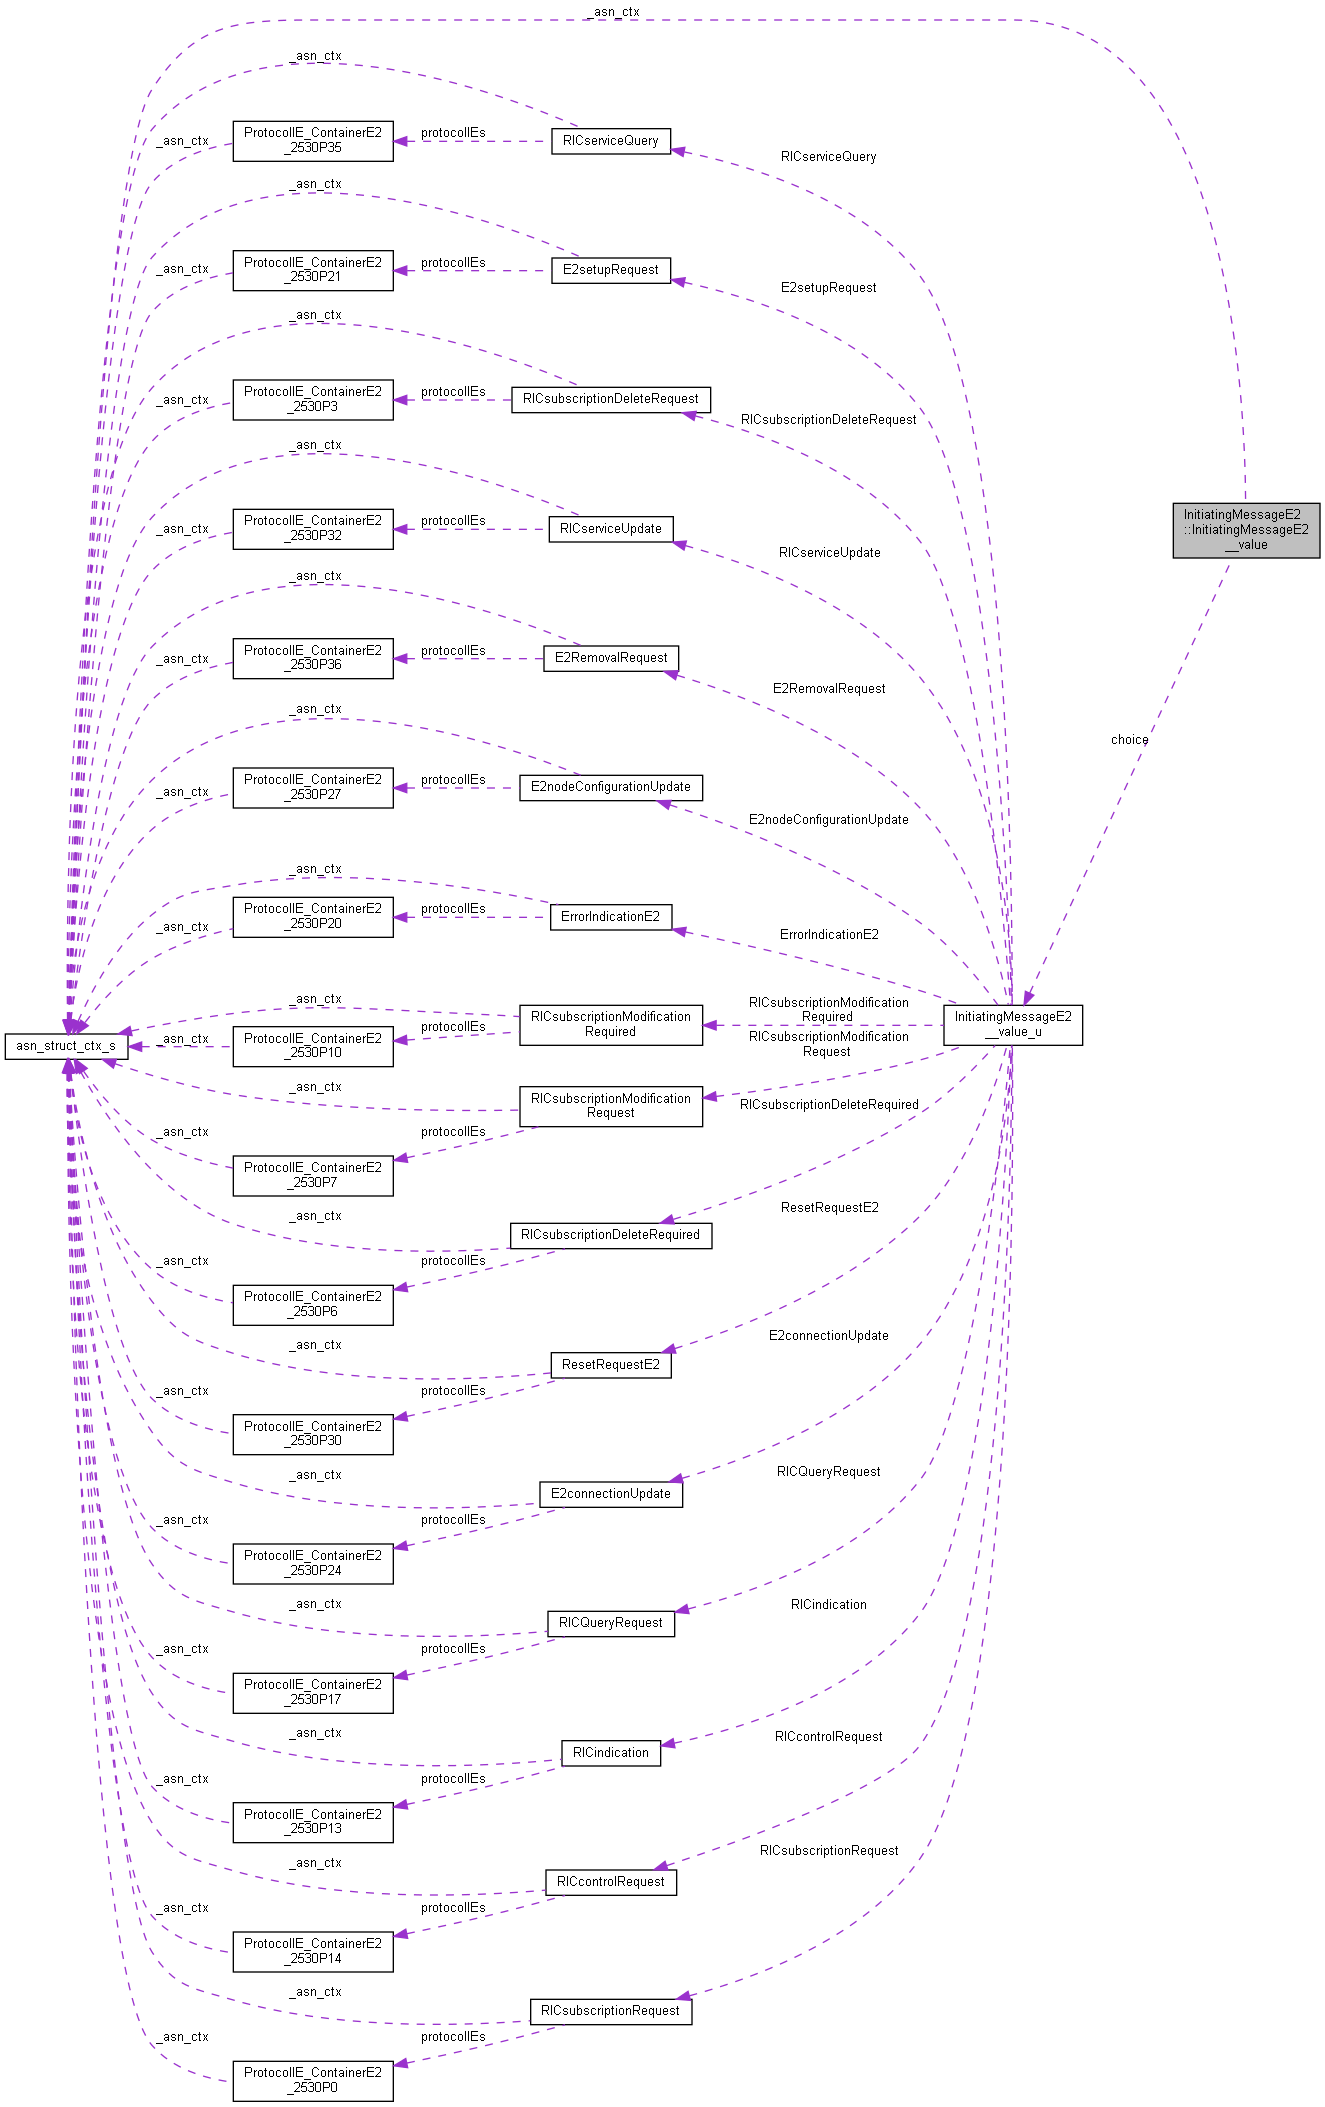 _asn_ctx
_asn_ctx
ProtocolIE_ContainerE2
_2530P35
_asn_ctx
protocolIEs
RICserviceQuery
RICserviceQuery
_asn_ctx
ProtocolIE_ContainerE2
_2530P21
_asn_ctx
protocolIEs
E2setupRequest
E2setupRequest
_asn_ctx
ProtocolIE_ContainerE2
_2530P3
_asn_ctx
protocolIEs
RICsubscriptionDeleteRequest
RICsubscriptionDeleteRequest
_asn_ctx
ProtocolIE_ContainerE2
_2530P32
_asn_ctx
protocolIEs
RICserviceUpdate
RICserviceUpdate
InitiatingMessageE2
::InitiatingMessageE2
__value
_asn_ctx
ProtocolIE_ContainerE2
_2530P36
_asn_ctx
protocolIEs
E2RemovalRequest
E2RemovalRequest
choice
_asn_ctx
ProtocolIE_ContainerE2
_2530P27
_asn_ctx
protocolIEs
E2nodeConfigurationUpdate
E2nodeConfigurationUpdate
_asn_ctx
ProtocolIE_ContainerE2
_2530P20
_asn_ctx
protocolIEs
ErrorIndicationE2
ErrorIndicationE2
_asn_ctx
asn_struct_ctx_s
_asn_ctx
ProtocolIE_ContainerE2
_2530P10
protocolIEs
RICsubscriptionModification
Required
RICsubscriptionModification
Required
RICsubscriptionModification
Request
InitiatingMessageE2
__value_u
_asn_ctx
RICsubscriptionModification
Request
_asn_ctx
protocolIEs
ProtocolIE_ContainerE2
_2530P7
RICsubscriptionDeleteRequired
_asn_ctx
RICsubscriptionDeleteRequired
_asn_ctx
protocolIEs
ProtocolIE_ContainerE2
_2530P6
ResetRequestE2
_asn_ctx
ResetRequestE2
_asn_ctx
protocolIEs
ProtocolIE_ContainerE2
_2530P30
E2connectionUpdate
_asn_ctx
E2connectionUpdate
_asn_ctx
protocolIEs
ProtocolIE_ContainerE2
_2530P24
RICQueryRequest
_asn_ctx
RICQueryRequest
_asn_ctx
protocolIEs
ProtocolIE_ContainerE2
_2530P17
RICindication
_asn_ctx
RICindication
_asn_ctx
protocolIEs
ProtocolIE_ContainerE2
_2530P13
RICcontrolRequest
_asn_ctx
RICcontrolRequest
_asn_ctx
protocolIEs
ProtocolIE_ContainerE2
_2530P14
RICsubscriptionRequest
_asn_ctx
RICsubscriptionRequest
_asn_ctx
protocolIEs
ProtocolIE_ContainerE2
_2530P0